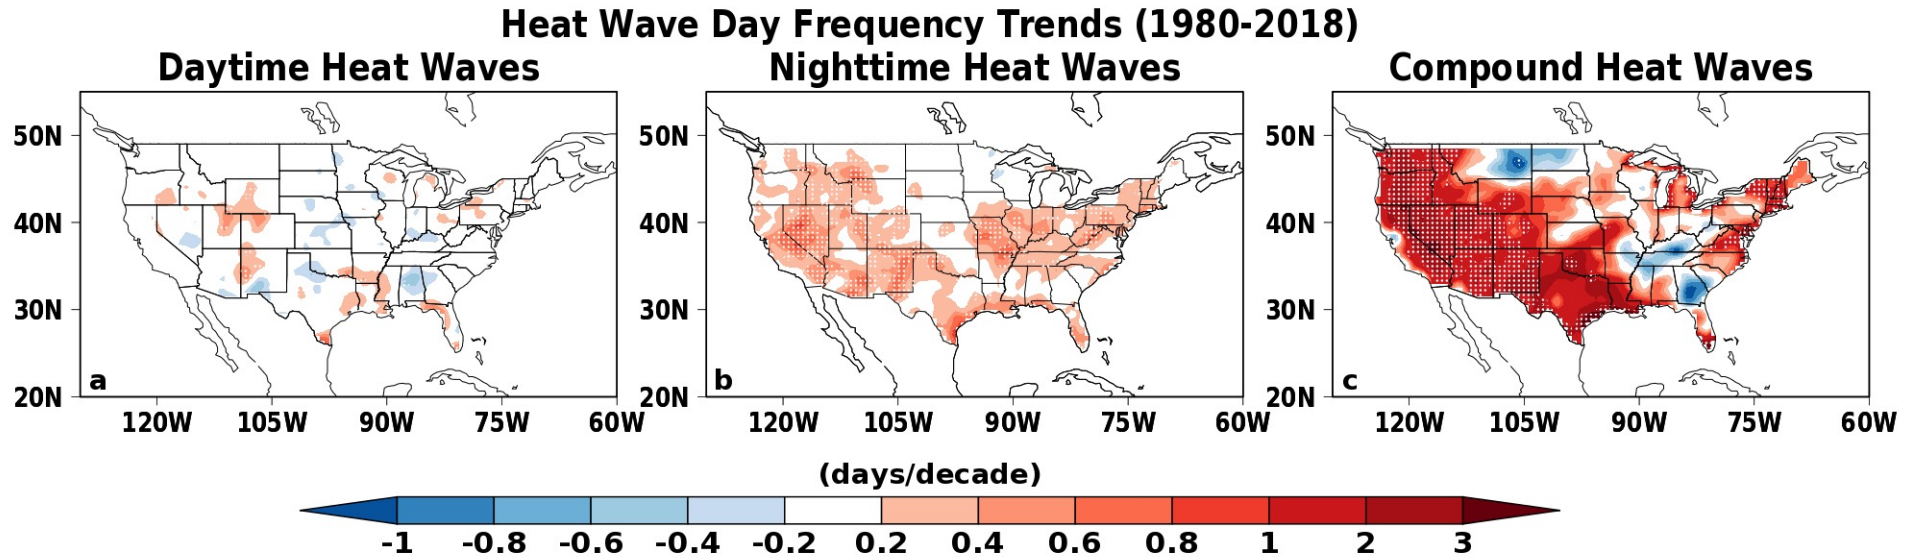 Heat Wave Day Frequency Trends (1980-2018)
Daytime Heat Waves
Nighttime Heat Waves
Compound Heat Waves
50N
40N
30N
20N
a
120W 105W 90W 75W 60W
50N
40N
30N
20N
b
120W 105W 90W 75W 60W
50N
40N
30N
20N
c
120W 105W 90W 75W 60W
(days/decade)
-1 -0.8 -0.6 -0.4 -0.2 0.2 0.4 0.6 0.8 1 2 3